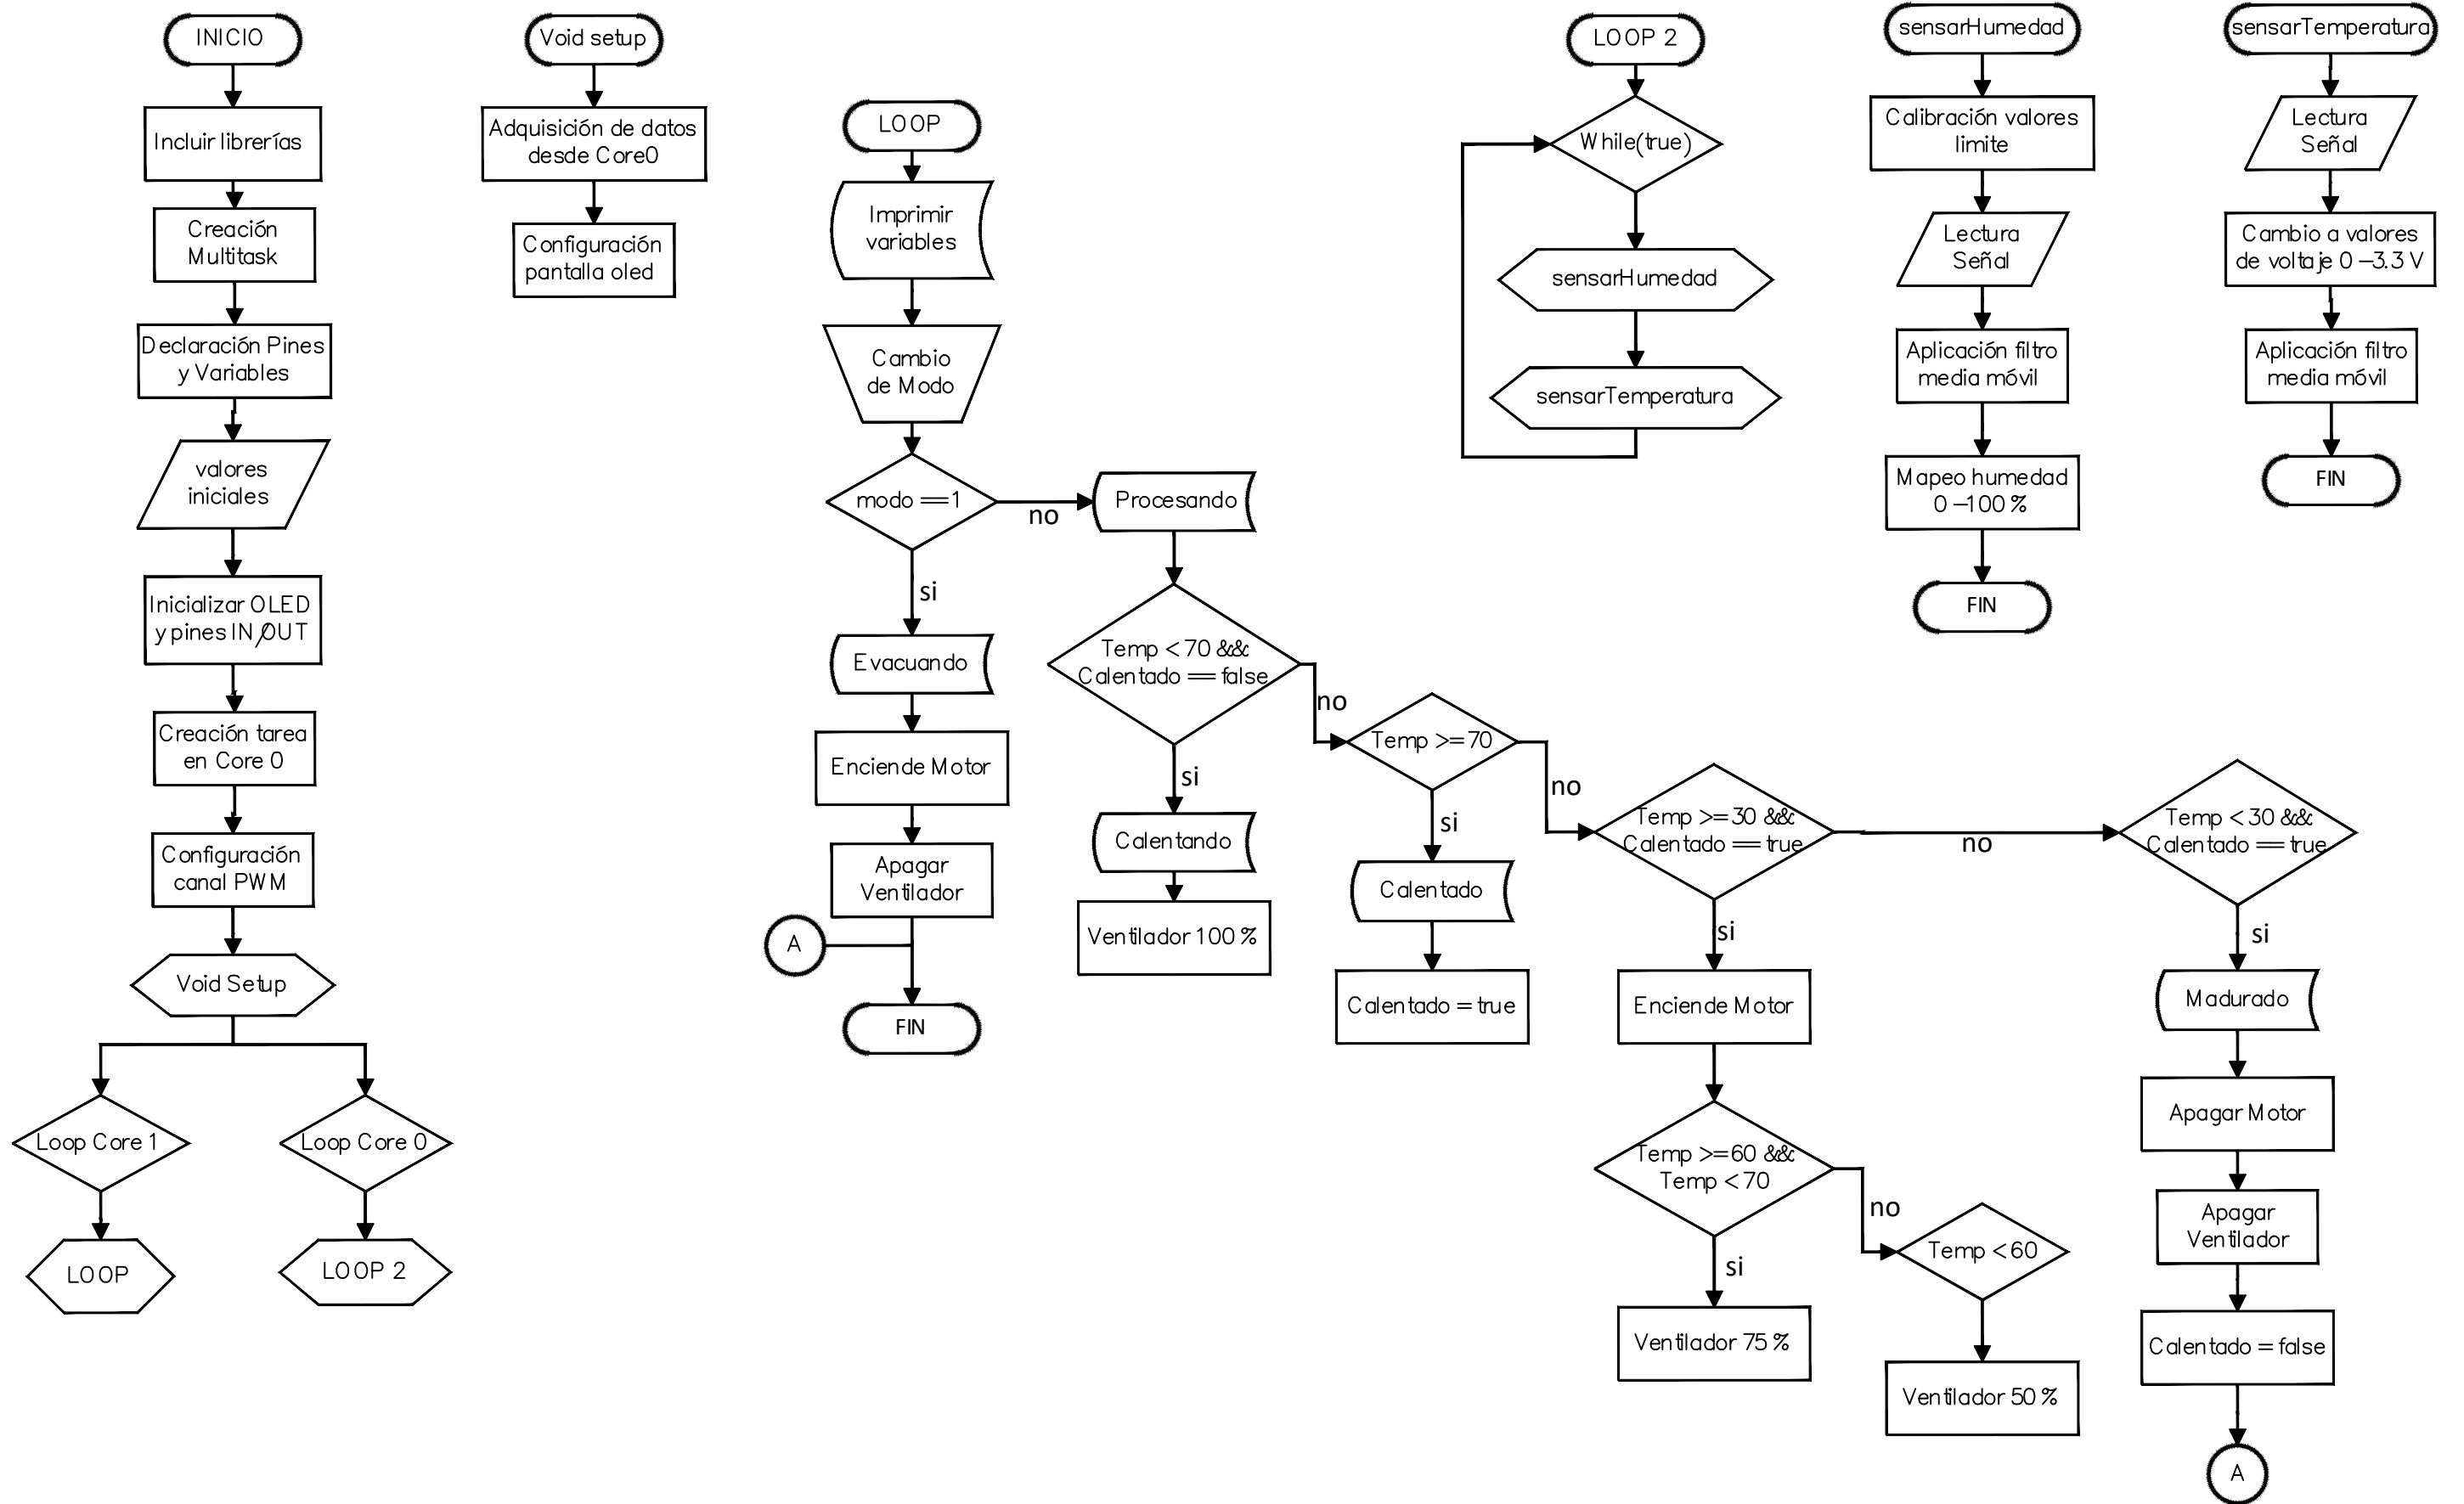 INICIO
Incluir librerías
Creación
Multitask
Declaración Pines
y Variables
valores
iniciales
Inicializar OLED
y pines IN/OUT
Creación tarea
en Core 0
Configuración
canal PWM
Void Setup
Loop Core 1
Loop Core 0
LOOP
LOOP 2
Void setup
Adquisición de datos
desde Core0
Configuración
pantalla oled
LOOP
Imprimir
variables
Cambio
de Modo
modo ==1
no
si
Evacuando
Enciende Motor
Apagar
Ventilador
A
FIN
Procesando
Temp <70 &&
Calentado ==false
no
si
Calentando
Ventilador 100%
Temp >=70
no
si
Calentado
Calentado = true
Temp >=30 &&
Calentado ==true
no
si
Enciende Motor
Temp >=60 &&
Temp <70
no
si
Ventilador 75%
Temp <60
Ventilador 50%
Temp <30 &&
Calentado ==true
si
Madurado
Apagar Motor
Apagar
Ventilador
Calentado = false
A
LOOP 2
While(true)
sensarHumedad
sensarTemperatura
sensarHumedad
Calibración valores
limite
Lectura
Señal
Aplicación filtro
media móvil
Mapeo humedad
0 –100%
FIN
sensarTemperatura
Lectura
Señal
Cambio a valores
de voltaje 0 –3.3 V
Aplicación filtro
media móvil
FIN